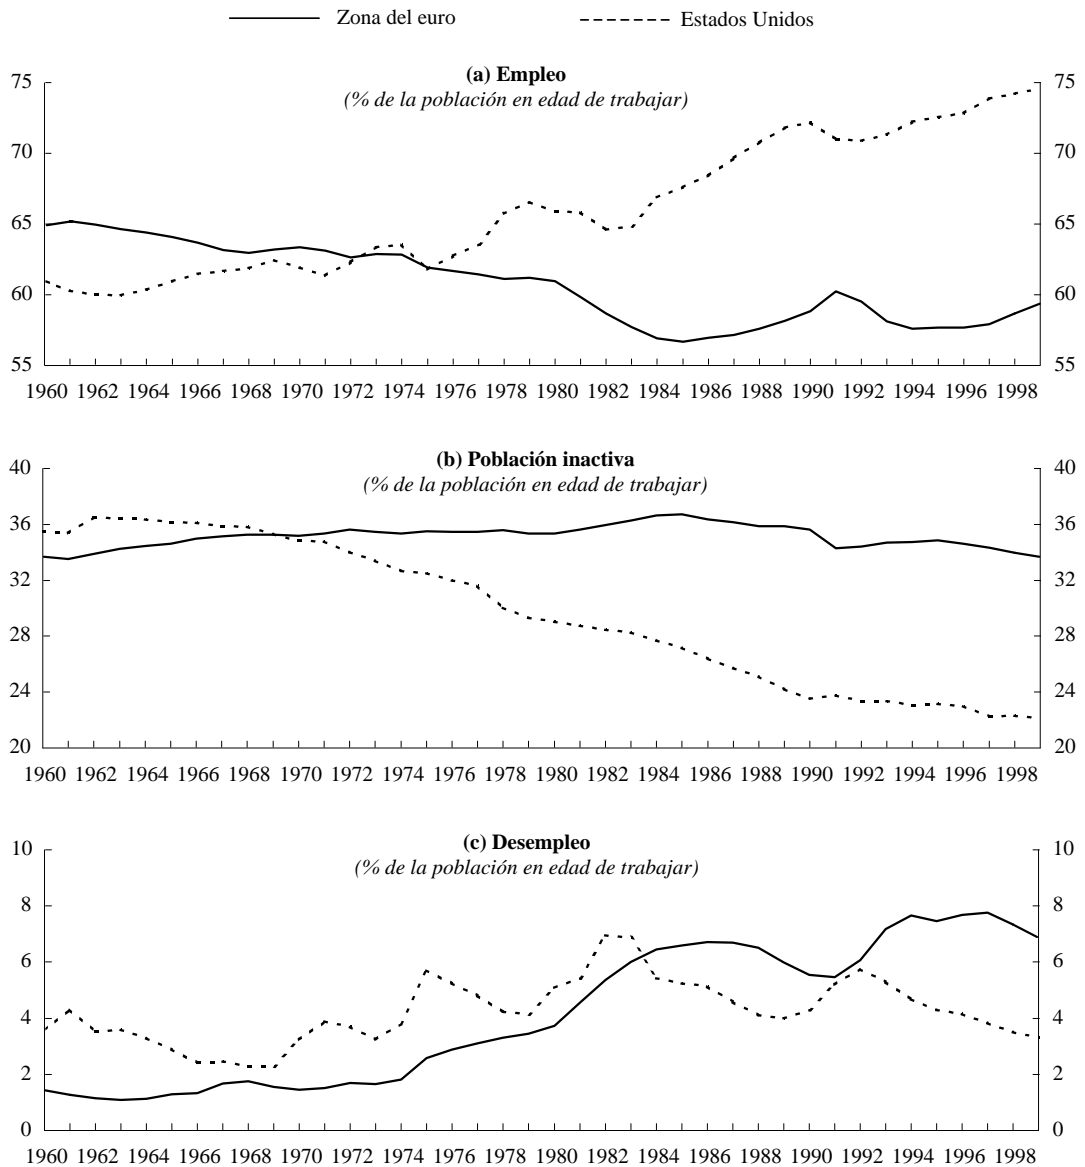 Zona del euro Estados Unidos
(a) Empleo
(% de la población en edad de trabajar)
75 75
70 70
65 65
60 60
55 55
1960 1962 1964 1966 1968 1970 1972 1974 1976 1978 1980 1982 1984 1986 1988 1990 1992 1994 1996 1998
(b) Población inactiva
(% de la población en edad de trabajar)
40 40
36 36
32 32
28 28
24 24
20 20
1960 1962 1964 1966 1968 1970 1972 1974 1976 1978 1980 1982 1984 1986 1988 1990 1992 1994 1996 1998
(c) Desempleo
(% de la población en edad de trabajar)
10 10
8 8
6 6
4 4
2 2
0 0
1960 1962 1964 1966 1968 1970 1972 1974 1976 1978 1980 1982 1984 1986 1988 1990 1992 1994 1996 1998